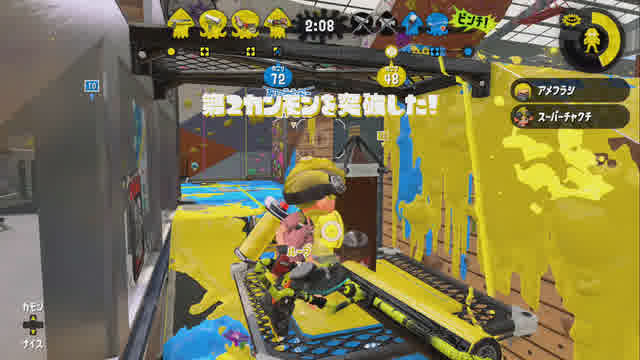 2:08
ピンチ!
72
48
第2カンモンを突破した!
アメフラシ
スーパーチャクチ
カモン
ナイス